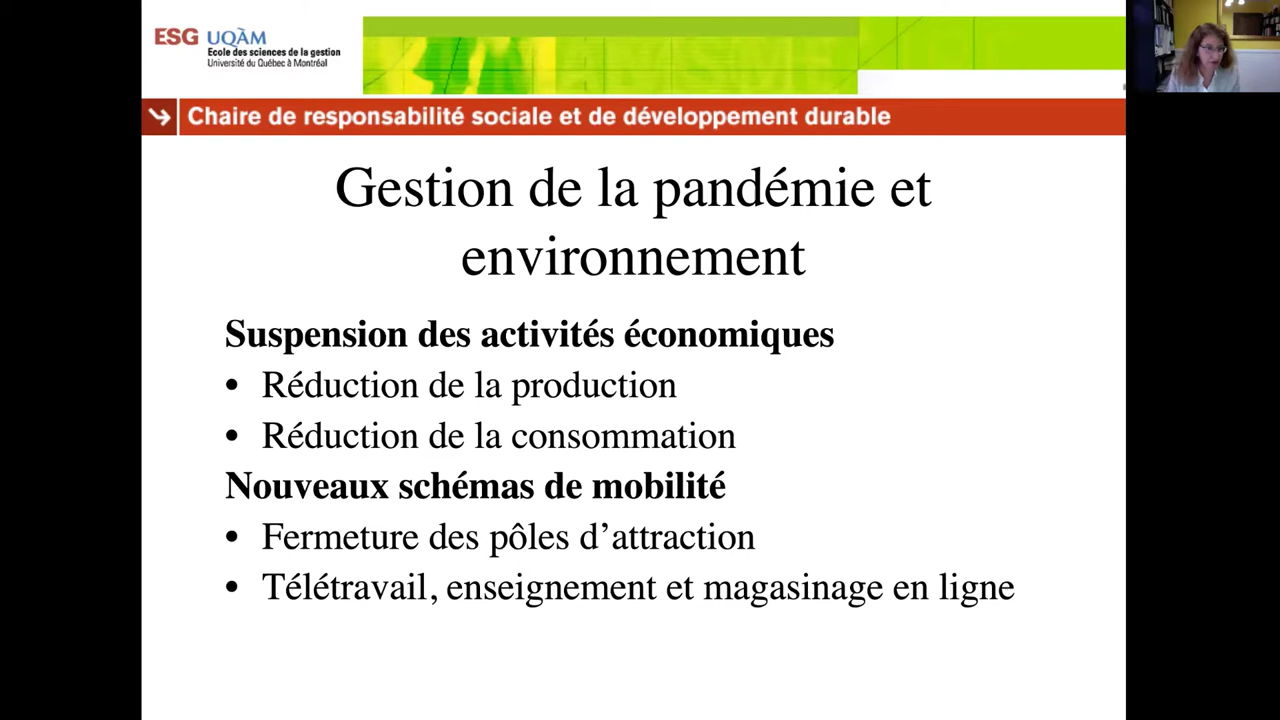 ESG UQÀM
Ecole des sciences de la gestion
Université du Québec à Montréal
Chaire de responsabilité sociale et de développement durable
Gestion de la pandémie et
environnement
Suspension des activités économiques
• Réduction de la production
• Réduction de la consommation
Nouveaux schémas de mobilité
• Fermeture des pôles d’attraction
• Télétravail, enseignement et magasinage en ligne